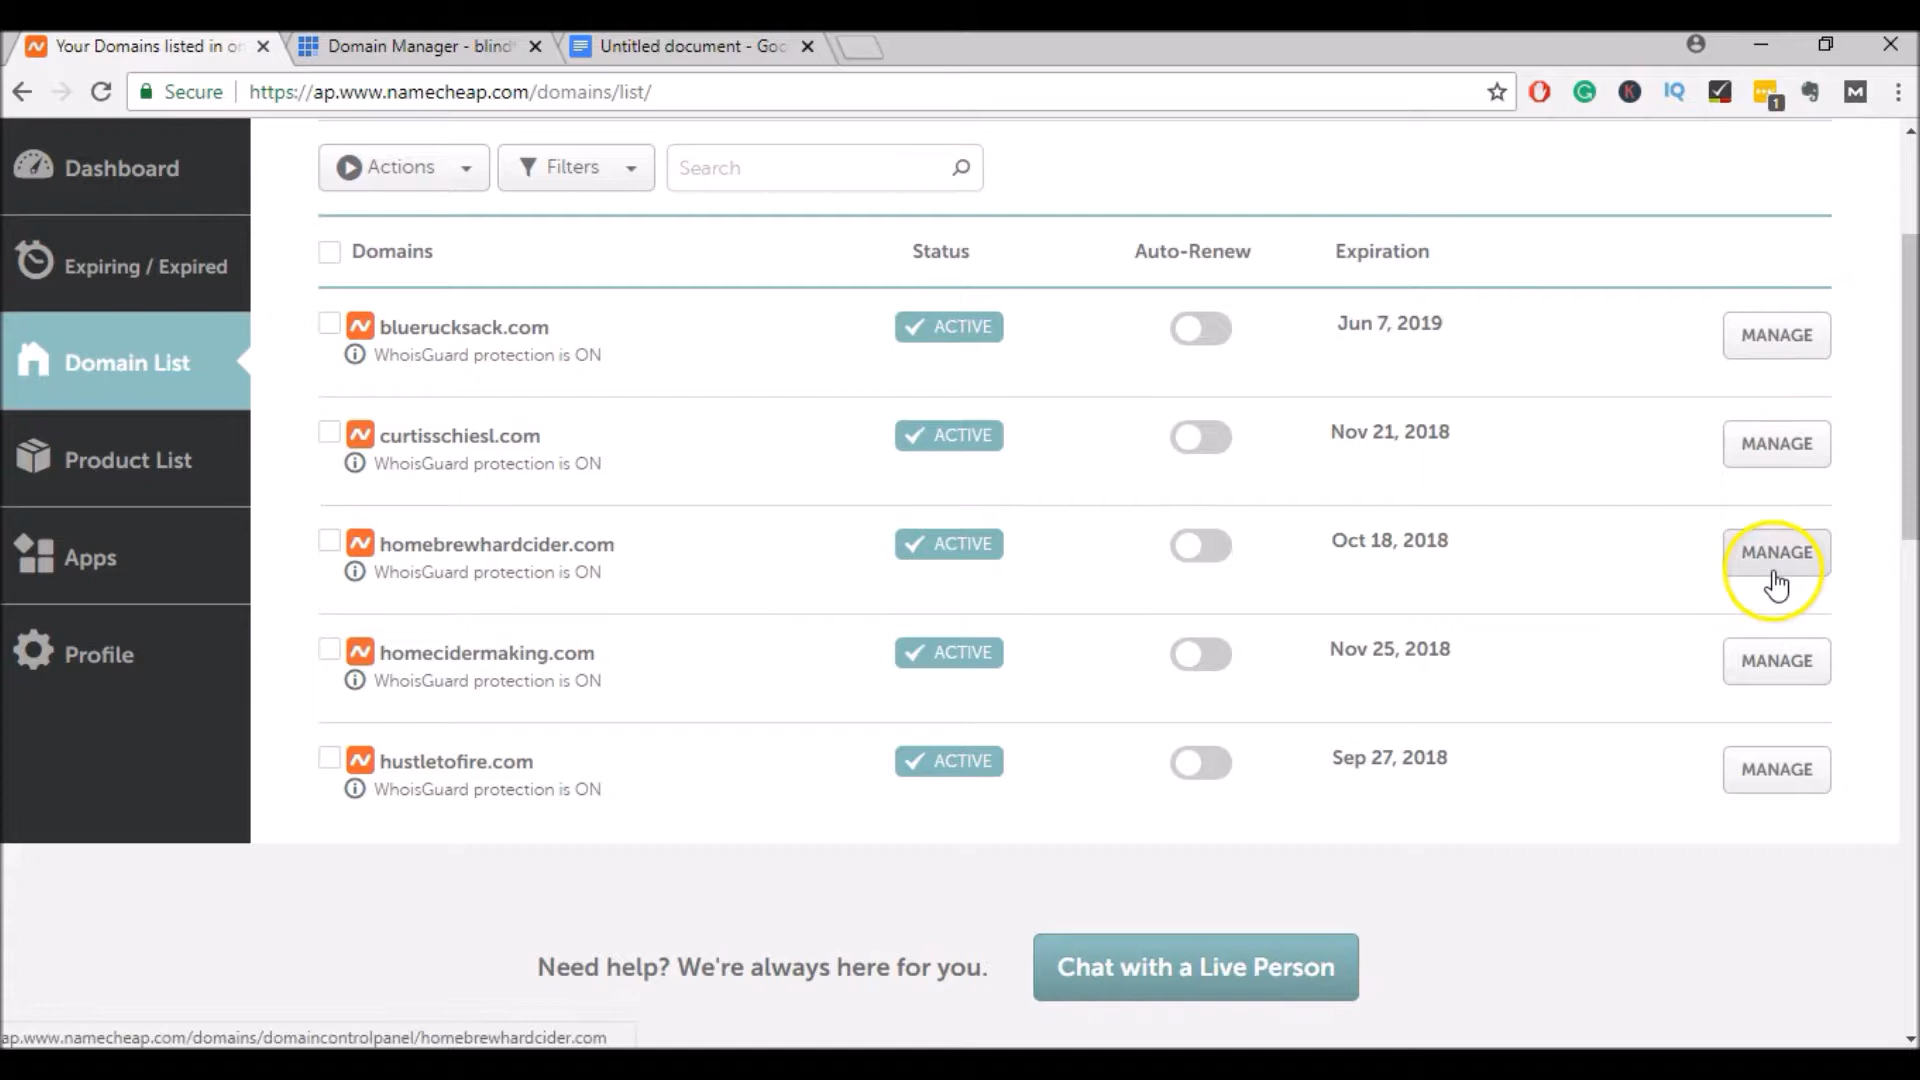 Your Domains listed in on
Domain Manager - blind
Untitled document - Goo
Secure https://ap.www.namecheap.com/domains/list/
1
Dashboard
Expiring / Expired
Domain List
Product List
Apps
Profile
Actions Filters Search
Domains Status Auto-Renew Expiration
bluerucksack.com ACTIVE Jun 7, 2019 MANAGE
WhoisGuard protection is ON
curtisschiesl.com ACTIVE Nov 21, 2018 MANAGE
WhoisGuard protection is ON
homebrewhardcider.com ACTIVE Oct 18, 2018 MANAGE
WhoisGuard protection is ON
homecidermaking.com ACTIVE Nov 25, 2018 MANAGE
WhoisGuard protection is ON
hustletofire.com ACTIVE Sep 27, 2018 MANAGE
WhoisGuard protection is ON
Need help? We're always here for you. Chat with a Live Person
ap.www.namecheap.com/domains/domaincontrolpanel/homebrewhardcider.com